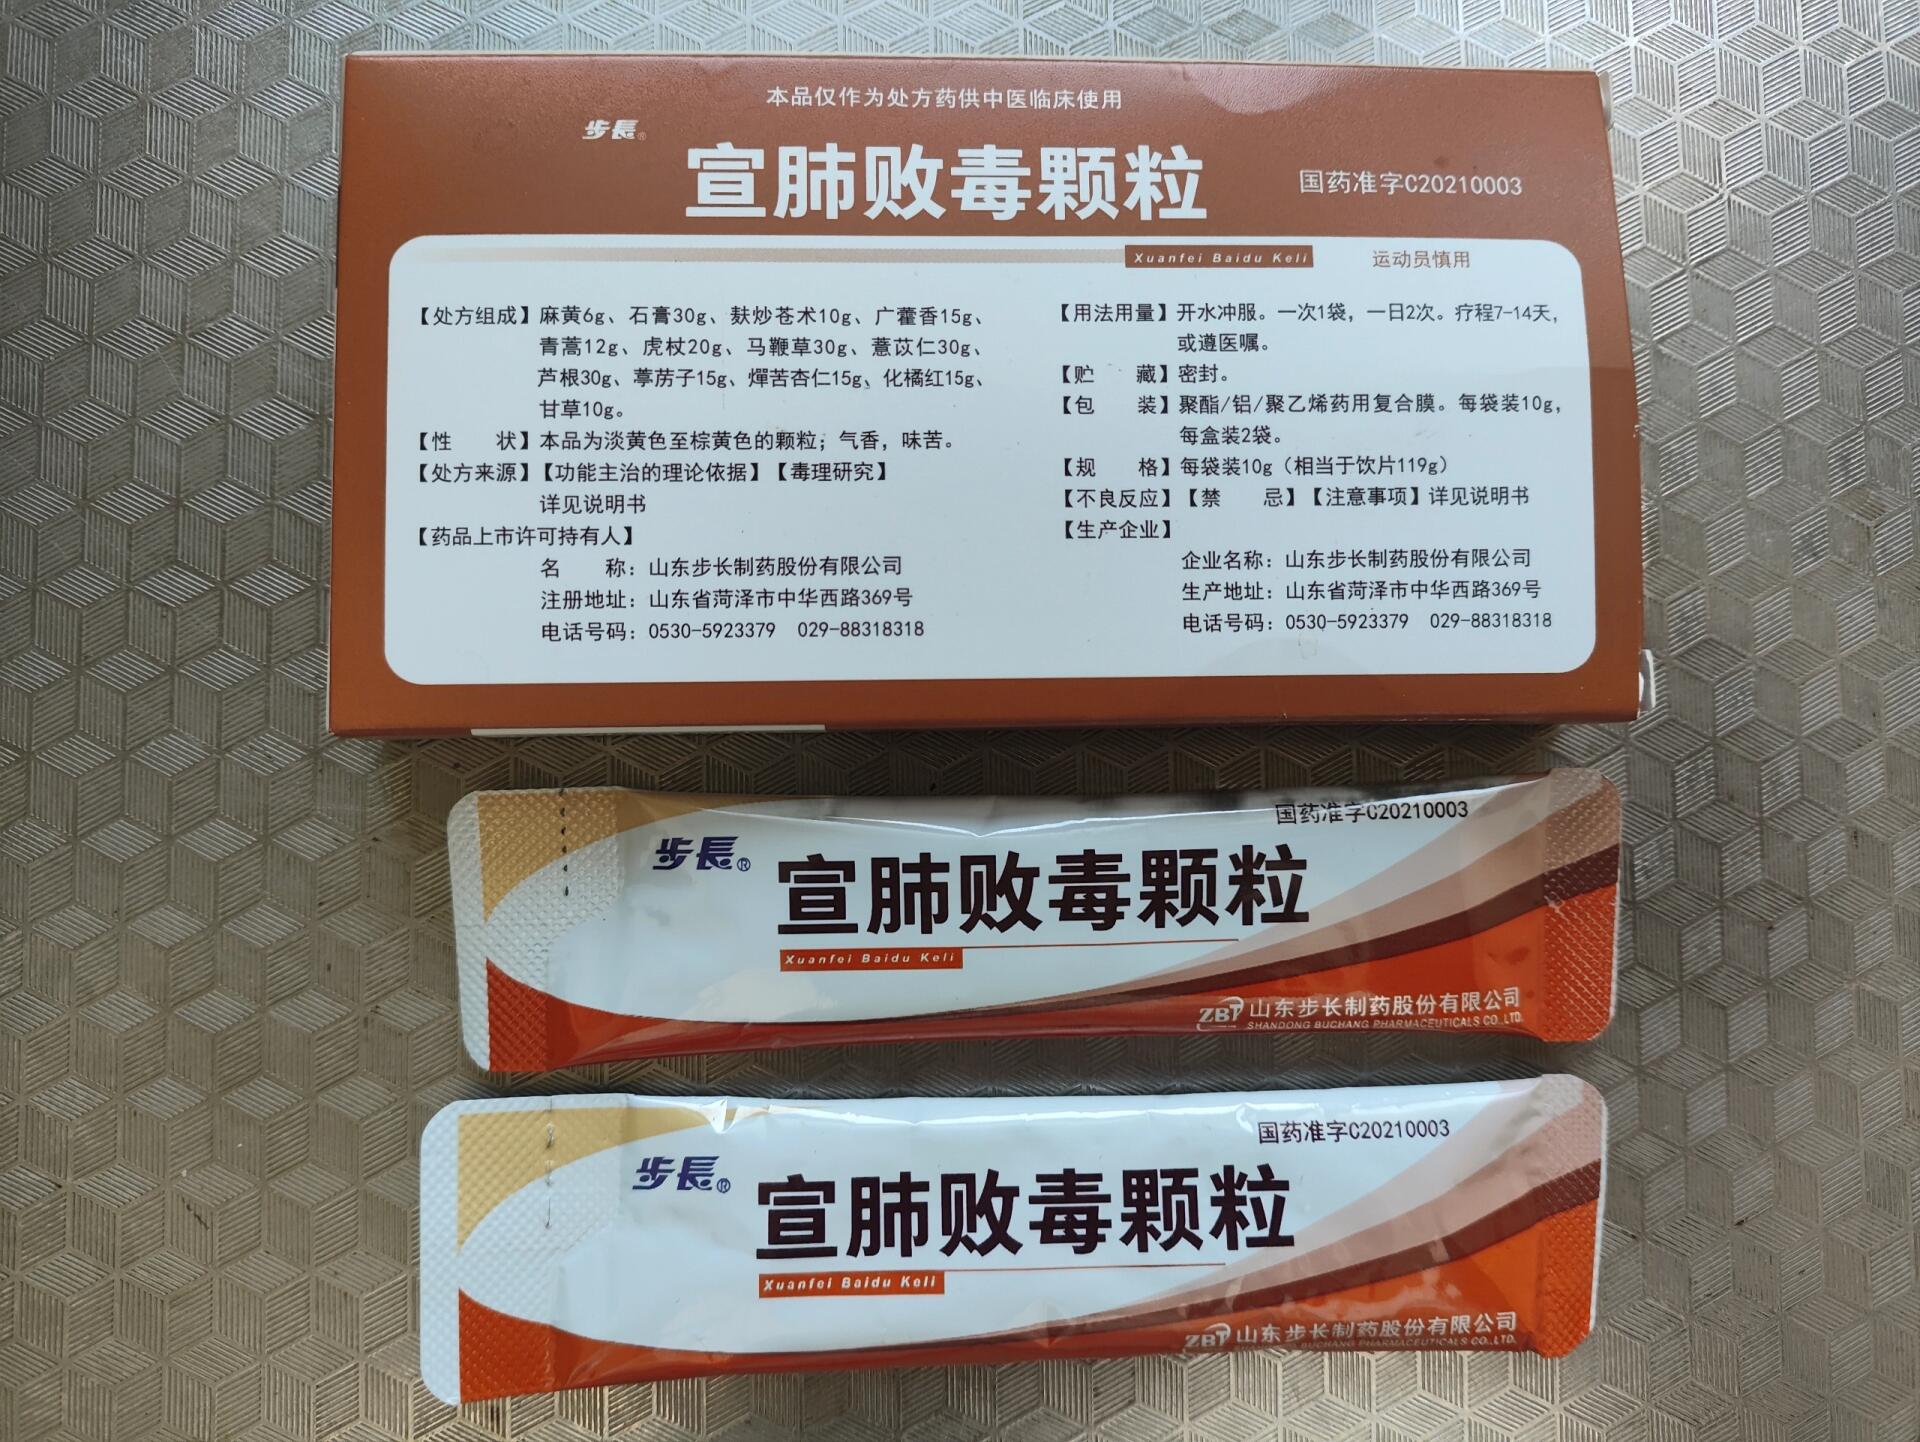 本品仅作为处方药供中医临床使用
步長®
宣肺败毒颗粒
国药准字C20210003
Xuanfei Baidu Keli
运动员慎用
【处方组成】麻黄6g、石膏30g、麸炒苍术10g、广藿香15g、
青蒿12g、虎杖20g、马鞭草30g、薏苡仁30g、
芦根30g、葶苈子15g、燀苦杏仁15g、化橘红15g、
甘草10g。
【性　　状】本品为淡黄色至棕黄色的颗粒；气香，味苦。
【处方来源】【功能主治的理论依据】【毒理研究】
详见说明书
【药品上市许可持有人】
名　　称：山东步长制药股份有限公司
注册地址：山东省菏泽市中华西路369号
电话号码：0530-5923379　029-88318318
【用法用量】开水冲服。一次1袋，一日2次。疗程7-14天，
或遵医嘱。
【贮　　藏】密封。
【包　　装】聚酯/铝/聚乙烯药用复合膜。每袋装10g，
每盒装2袋。
【规　　格】每袋装10g（相当于饮片119g）
【不良反应】【禁　　忌】【注意事项】详见说明书
【生产企业】
企业名称：山东步长制药股份有限公司
生产地址：山东省菏泽市中华西路369号
电话号码：0530-5923379　029-88318318
国药准字C20210003
步長®
宣肺败毒颗粒
Xuanfei Baidu Keli
ZBT 山东步长制药股份有限公司
SHANDONG BUCHANG PHARMACEUTICALS CO.,LTD.
国药准字C20210003
步長®
宣肺败毒颗粒
Xuanfei Baidu Keli
ZBT 山东步长制药股份有限公司
SHANDONG BUCHANG PHARMACEUTICALS CO.,LTD.